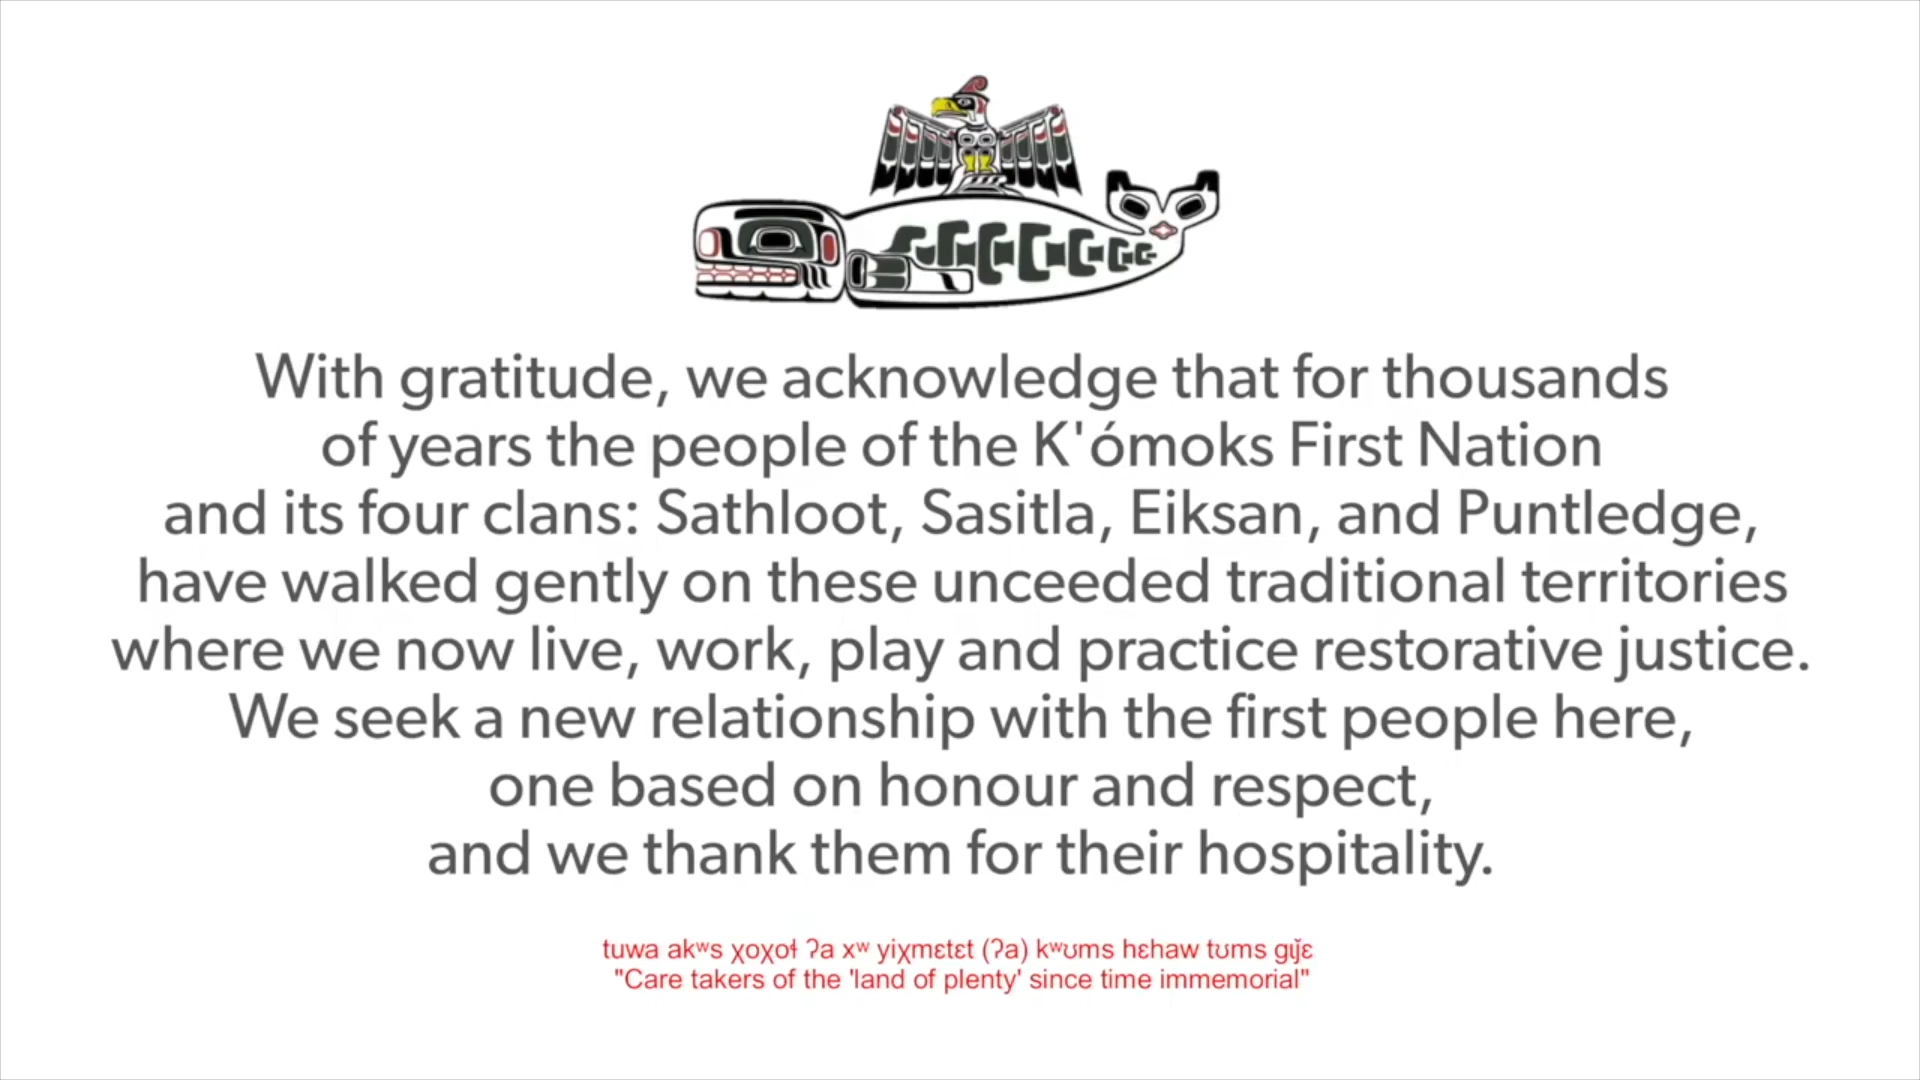 With gratitude, we acknowledge that for thousands
of years the people of the K'ómoks First Nation
and its four clans: Sathloot, Sasitla, Eiksan, and Puntledge,
have walked gently on these unceeded traditional territories
where we now live, work, play and practice restorative justice.
We seek a new relationship with the first people here,
one based on honour and respect,
and we thank them for their hospitality.
tuwa akʷs χoχoɬ ʔa xʷ yiχmɛtɛt (ʔa) kʷʊms hɛhaw tʊms gɩǰɛ
"Care takers of the 'land of plenty' since time immemorial"